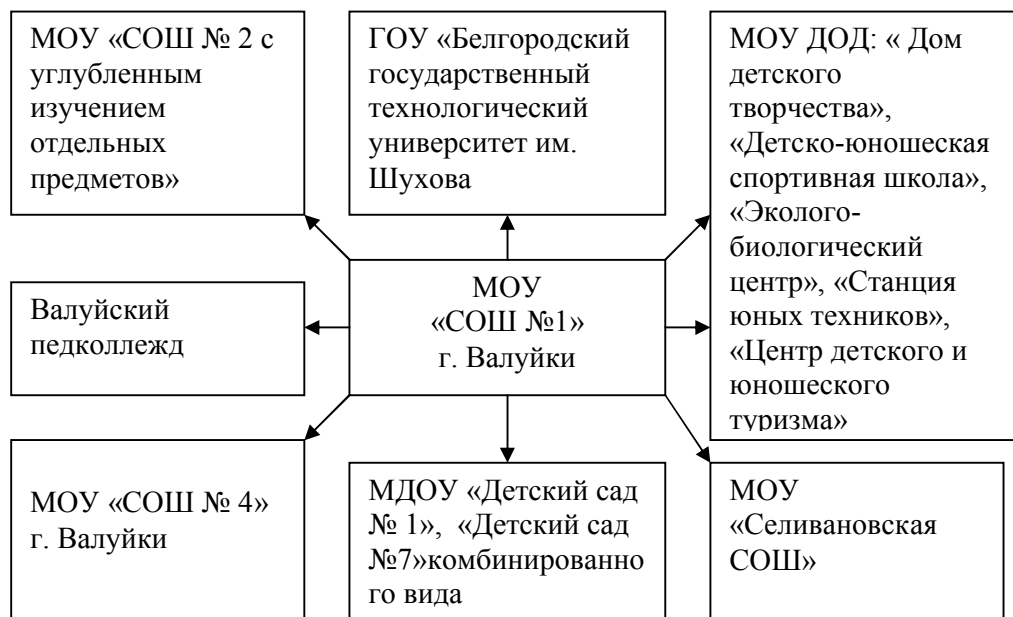 МОУ «СОШ № 2 с
углубленным
изучением
отдельных
предметов»
ГОУ «Белгородский
государственный
технологический
университет им.
Шухова
МОУ ДОД: « Дом
детского
творчества»,
«Детско-юношеская
спортивная школа»,
«Эколого-
биологический
центр», «Станция
юных техников»,
«Центр детского и
юношеского
туризма»
Валуйский
педколлежд
МОУ
«СОШ №1»
г. Валуйки
МОУ «СОШ № 4»
г. Валуйки
МДОУ «Детский сад
№ 1», «Детский сад
№7»комбинированно
го вида
МОУ
«Селивановская
СОШ»